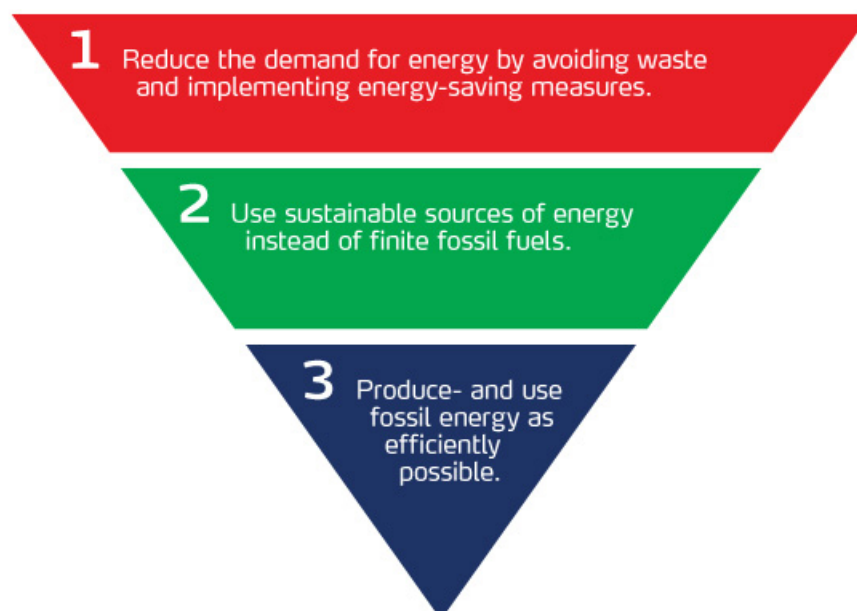 1 Reduce the demand for energy by avoiding waste
and implementing energy-saving measures.
2 Use sustainable sources of energy
instead of finite fossil fuels.
3 Produce- and use
fossil energy as
efficiently
possible.